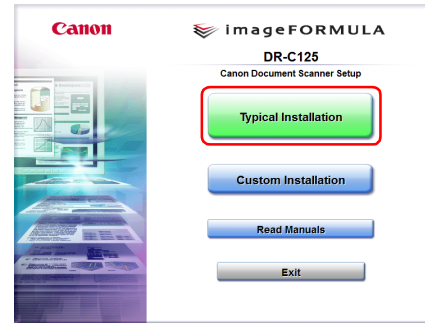 Canon
imageFORMULA
DR-C125
Canon Document Scanner Setup
Typical Installation
Custom Installation
Read Manuals
Exit